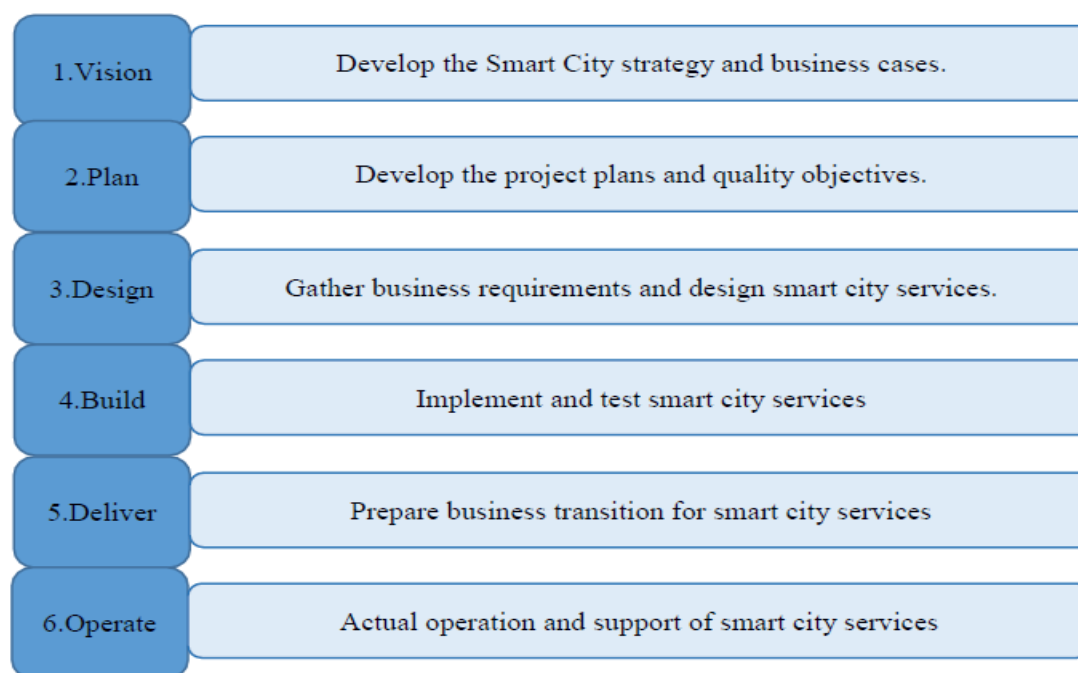 1.Vision
Develop the Smart City strategy and business cases.
2.Plan
Develop the project plans and quality objectives.
3.Design
Gather business requirements and design smart city services.
4.Build
Implement and test smart city services
5.Deliver
Prepare business transition for smart city services
6.Operate
Actual operation and support of smart city services